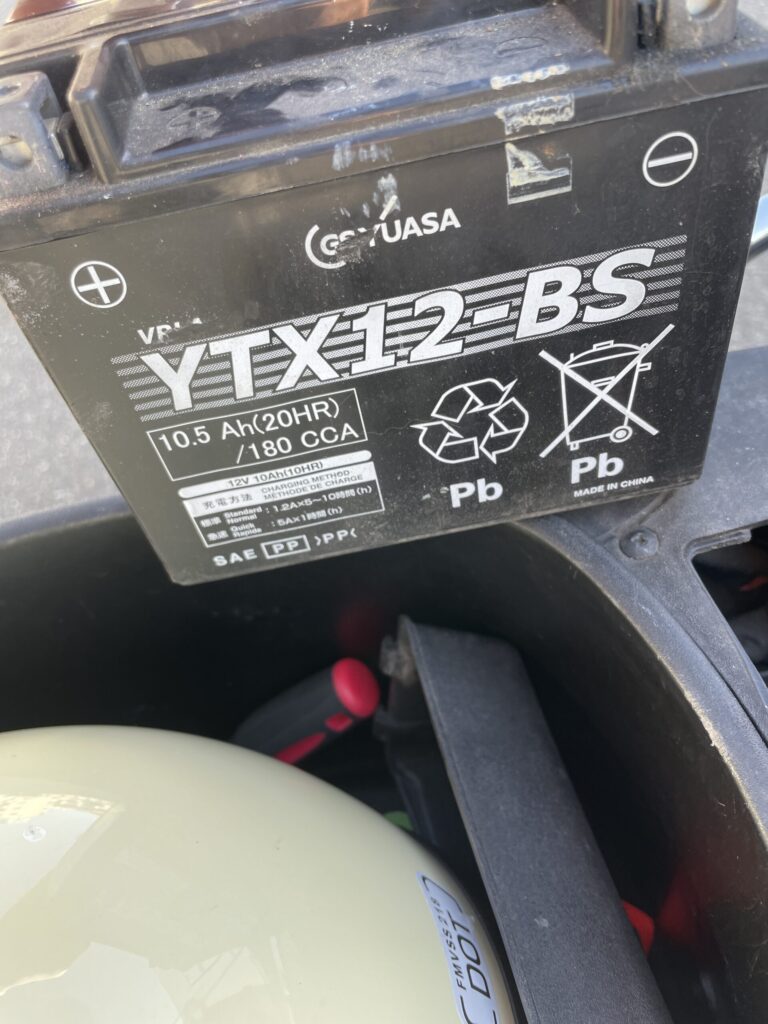 GS YUASA
YTX12-BS
10.5 Ah(20HR)
/180 CCA
12V 10Ah(10HR)
充電方法 CHARGING METHOD
METHODE DE CHARGE
標準 Standard
Normal : 1.2A×5~10時間(h)
急速 Quick
Rapide : 5A×1時間(h)
SAE PP >PP<
Pb
Pb
MADE IN CHINA
FMVSS 218
DOT